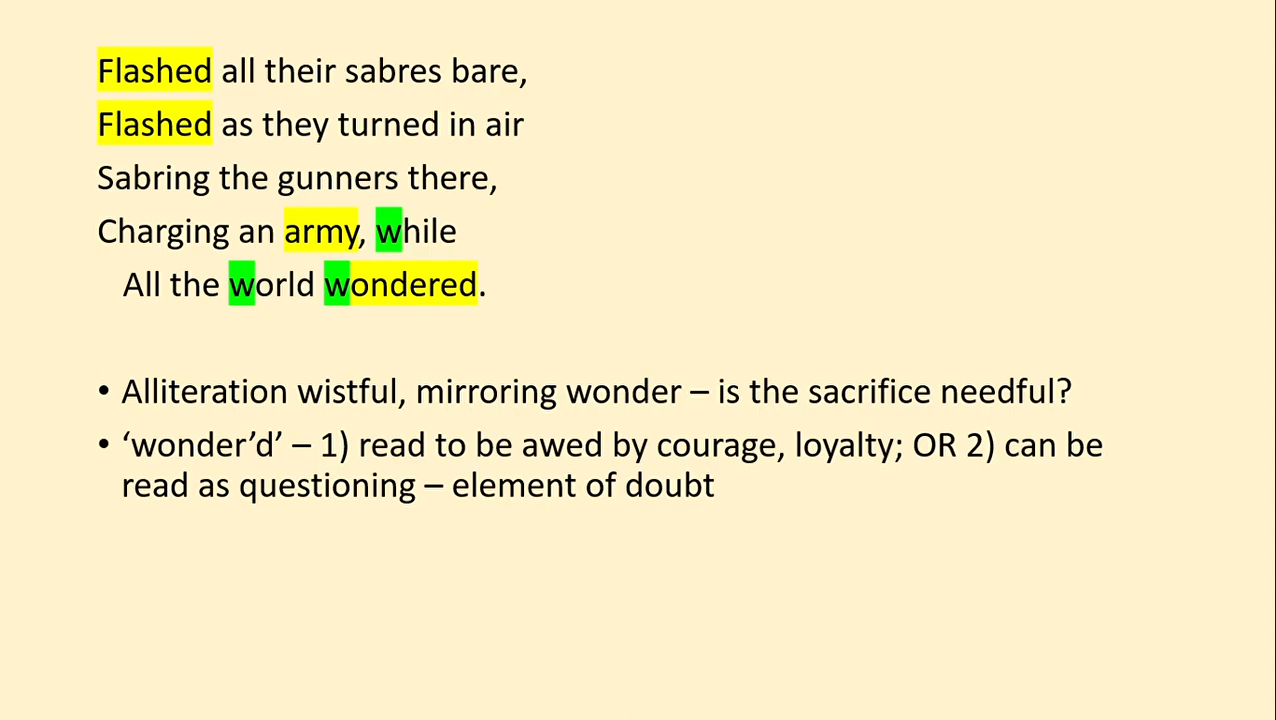 Flashed all their sabres bare,
Flashed as they turned in air
Sabring the gunners there,
Charging an army, while
All the world wondered.
• Alliteration wistful, mirroring wonder – is the sacrifice needful?
• ‘wonder’d’ – 1) read to be awed by courage, loyalty; OR 2) can be
read as questioning – element of doubt